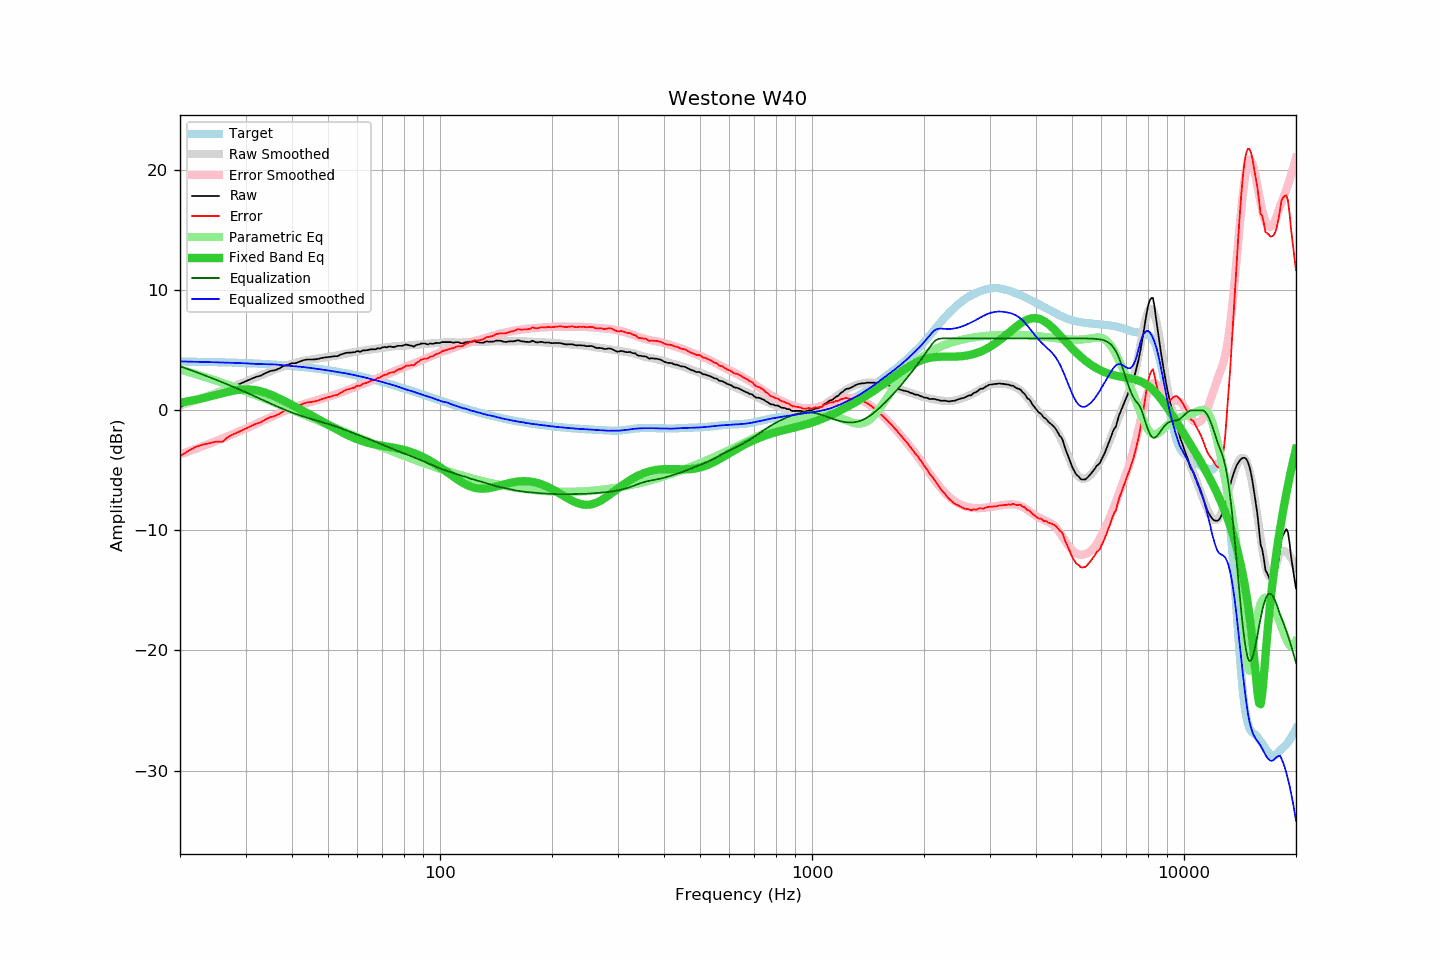 Westone W40
Target
Raw Smoothed
Error Smoothed
Raw
Error
Parametric Eq
Fixed Band Eq
Equalization
Equalized smoothed
20
10
0
−10
−20
−30
Amplitude (dBr)
100
1000
10000
Frequency (Hz)